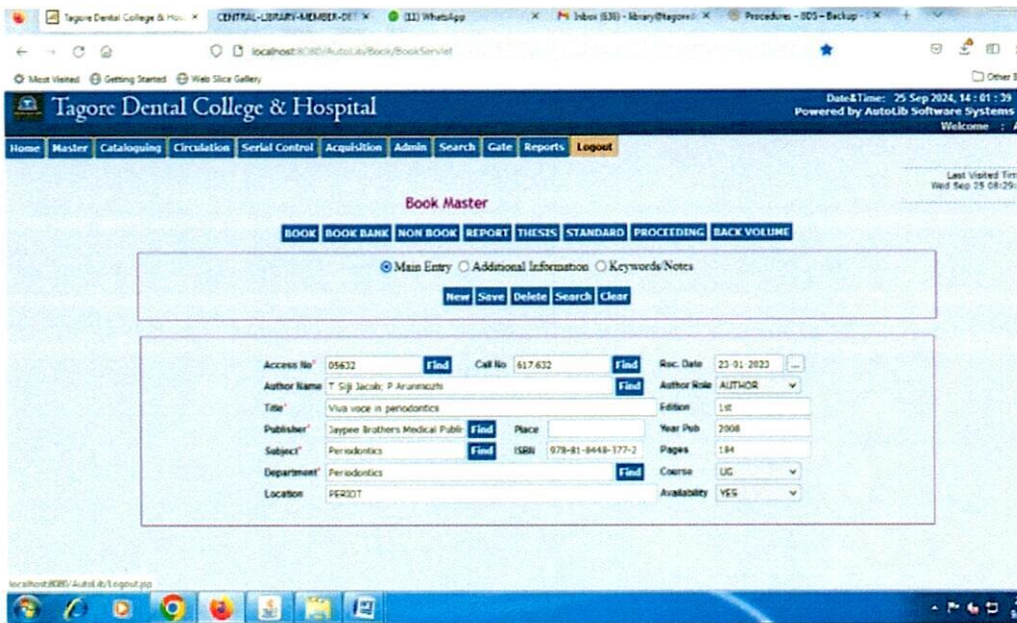 Tagore Dental College & Hos × CENTRAL-LIBRARY-MEMBER-DET × (11) WhatsApp × Inbox (636) - library@tagored × Procedures - BDS - Backup - × +
localhost:8080/AutoLib/Book/BookServlet
Most Visited Getting Started Web Slice Gallery Other B
Tagore Dental College & Hospital
Date&Time: 25 Sep 2024, 14 : 01 : 39
Powered by AutoLib Software Systems
Welcome : A
Home Master Cataloguing Circulation Serial Control Acquisition Admin Search Gate Reports Logout
Last Visited Tim
Wed Sep 25 08:29:
Book Master
BOOK BOOK BANK NON BOOK REPORT THESIS STANDARD PROCEEDING BACK VOLUME
Main Entry Additional Information Keywords/Notes
New Save Delete Search Clear
Access No* 05632 Find Call No 617.632 Find Rec. Date 23-01-2023 ...
Author Name T Siji Jacob; P Arunmozhi Find Author Role AUTHOR
Title* Viva voce in periodontics Edition 1st
Publisher* Jaypee Brothers Medical Publis Find Place Year Pub 2008
Subject* Periodontics Find ISBN 978-81-8448-377-2 Pages 184
Department* Periodontics Find Course UG
Location PERIOT Availability YES
localhost:8080/AutoLib/Logout.jsp